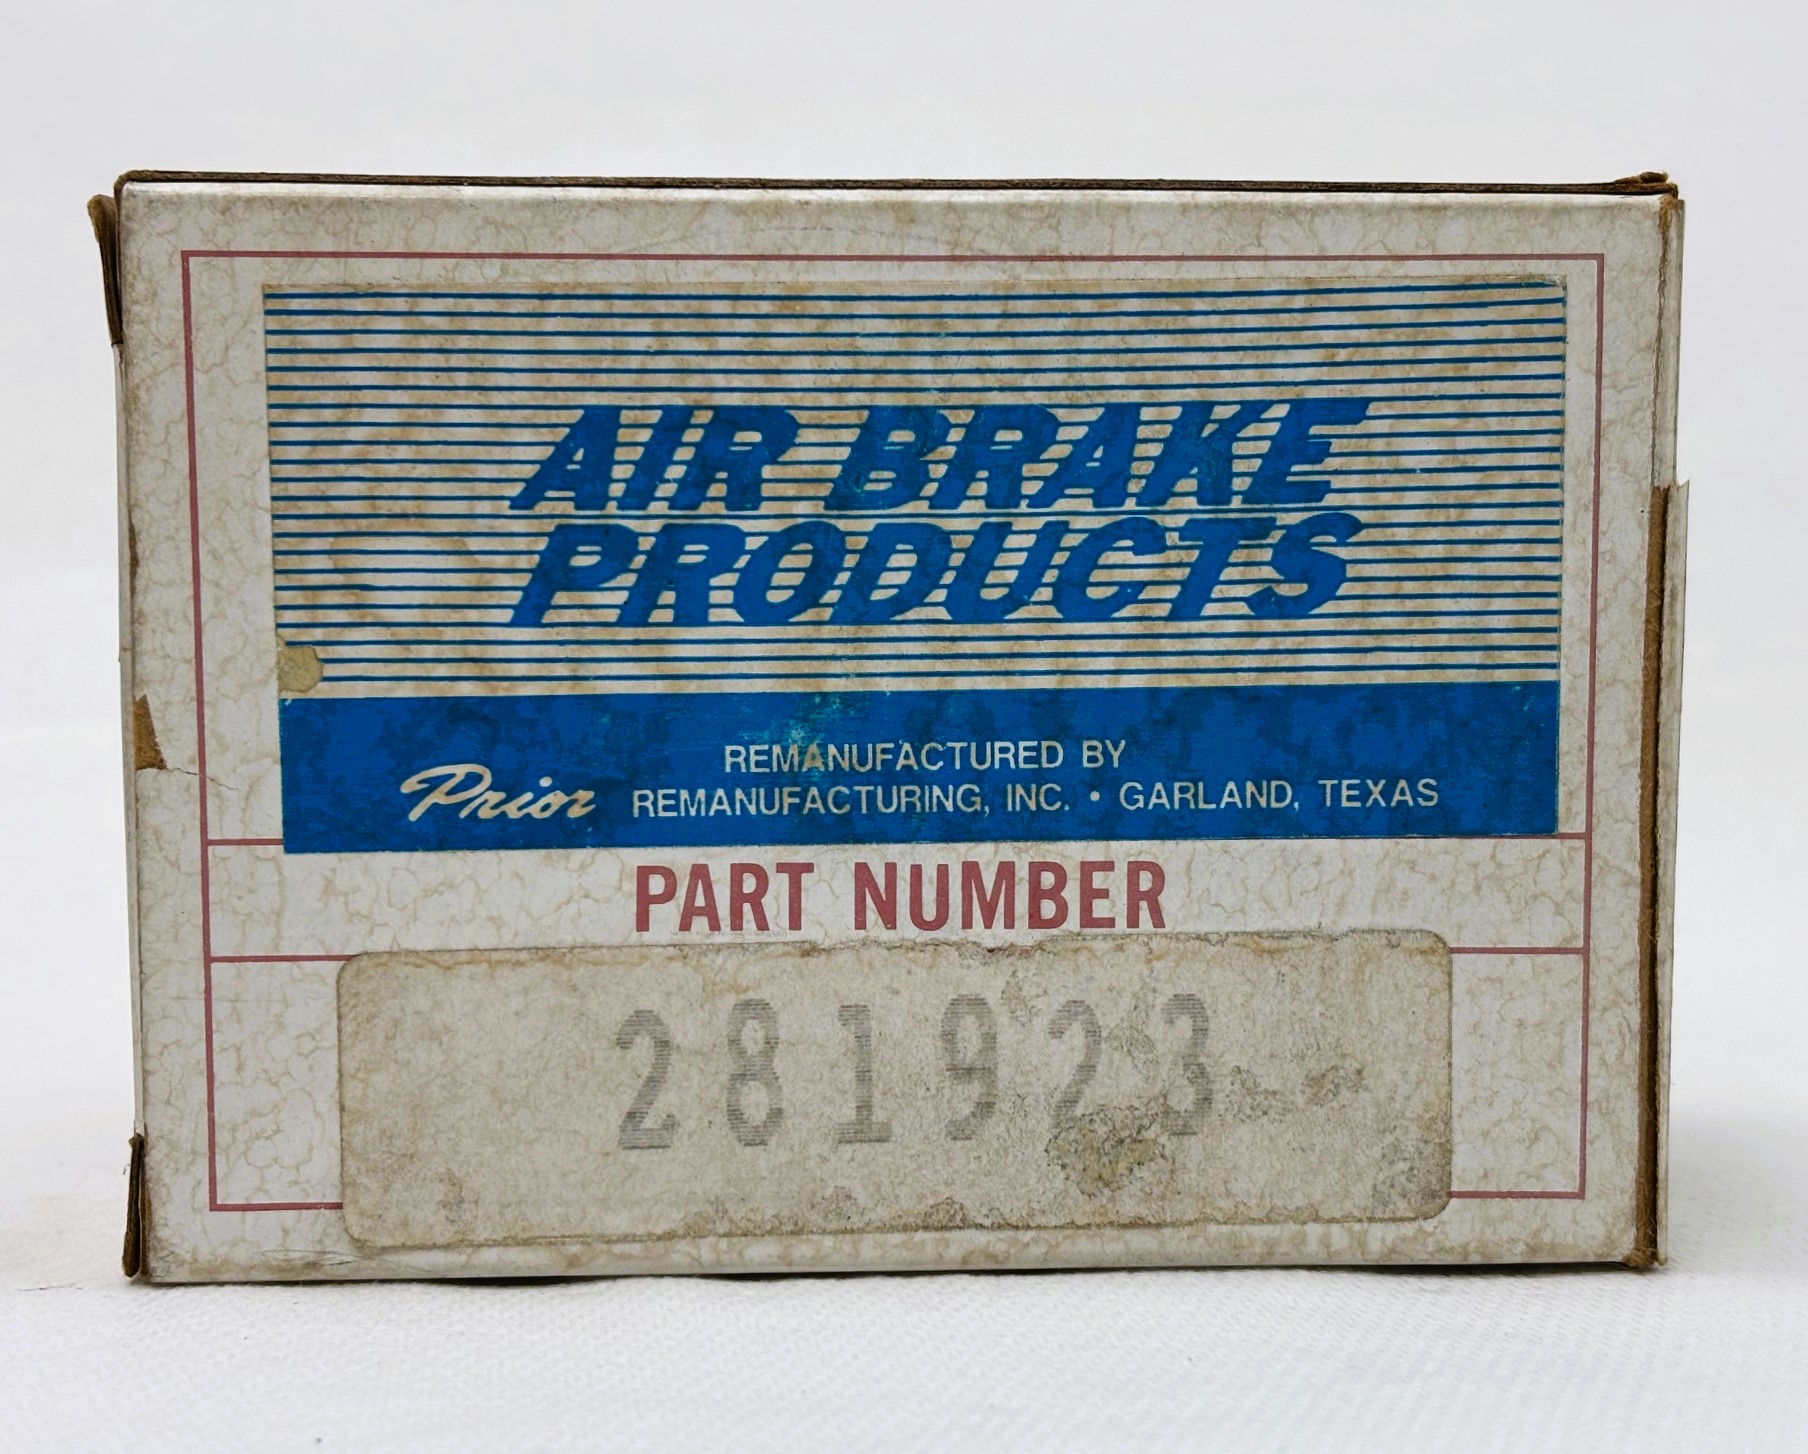 AIR BRAKE
PRODUCTS
REMANUFACTURED BY
Prior REMANUFACTURING, INC. • GARLAND, TEXAS
PART NUMBER
281923